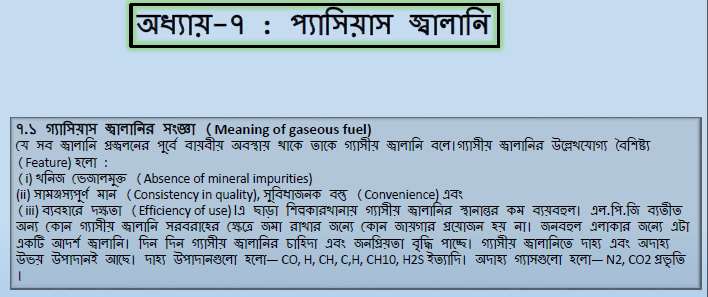 অধ্যায়-৭ : প্যাসিয়াস জ্বালানি
৭.১ গ্যাসিয়াস জ্বালানির সংজ্ঞা (Meaning of gaseous fuel)
যে সব জ্বালানি প্রজ্বলনের পূর্বে বায়বীয় অবস্থায় থাকে তাকে গ্যাসীয় জ্বালানি বলে।গ্যাসীয় জ্বালানির উল্লেখযোগ্য বৈশিষ্ট্য
(Feature) হলো :
(i) খনিজ ভেজালমুক্ত (Absence of mineral impurities)
(ii) সামঞ্জস্যপূর্ণ মান (Consistency in quality), সুবিধাজনক বস্তু (Convenience) এবং
(iii) ব্যবহারে দক্ষতা (Efficiency of use)।এ ছাড়া শিল্পকারখানায় গ্যাসীয় জ্বালানির স্থানান্তর কম ব্যয়বহুল। এল.পি.জি ব্যতীত
অন্য কোন গ্যাসীয় জ্বালানি সরবরাহের ক্ষেত্রে জমা রাখার জন্যে কোন জায়গার প্রয়োজন হয় না। জনবহুল এলাকার জন্যে এটা
একটি আদর্শ জ্বালানি। দিন দিন গ্যাসীয় জ্বালানির চাহিদা এবং জনপ্রিয়তা বৃদ্ধি পাচ্ছে। গ্যাসীয় জ্বালানিতে দাহ্য এবং অদাহ্য
উভয় উপাদানই আছে। দাহ্য উপাদানগুলো হলো— CO, H, CH, C,H, CH10, H2S ইত্যাদি। অদাহ্য গ্যাসগুলো হলো— N2, CO2 প্রভৃতি
।